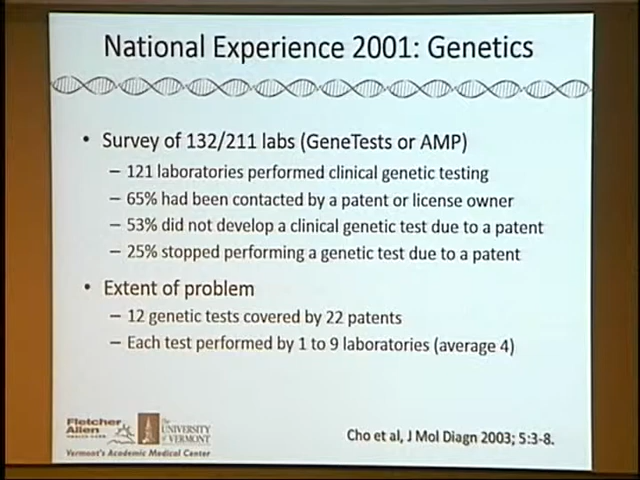 National Experience 2001: Genetics
• Survey of 132/211 labs (GeneTests or AMP)
– 121 laboratories performed clinical genetic testing
– 65% had been contacted by a patent or license owner
– 53% did not develop a clinical genetic test due to a patent
– 25% stopped performing a genetic test due to a patent
• Extent of problem
– 12 genetic tests covered by 22 patents
– Each test performed by 1 to 9 laboratories (average 4)
Fletcher
Allen
HEALTH CARE
The
UNIVERSITY
of VERMONT
Vermont's Academic Medical Center
Cho et al, J Mol Diagn 2003; 5:3-8.